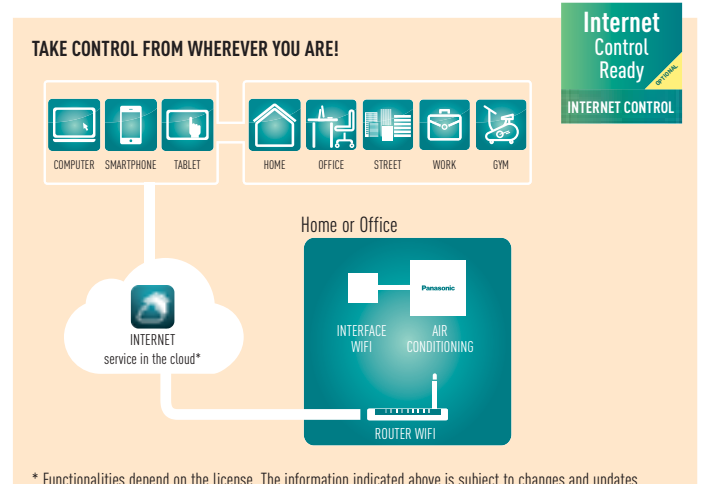 Internet
Control
Ready
OPTIONAL
INTERNET CONTROL
TAKE CONTROL FROM WHEREVER YOU ARE!
COMPUTER SMARTPHONE TABLET HOME OFFICE STREET WORK GYM
Home or Office
Panasonic
INTERFACE WIFI
AIR CONDITIONING
INTERNET
service in the cloud*
ROUTER WIFI
* Functionalities depend on the license. The information indicated above is subject to changes and updates.